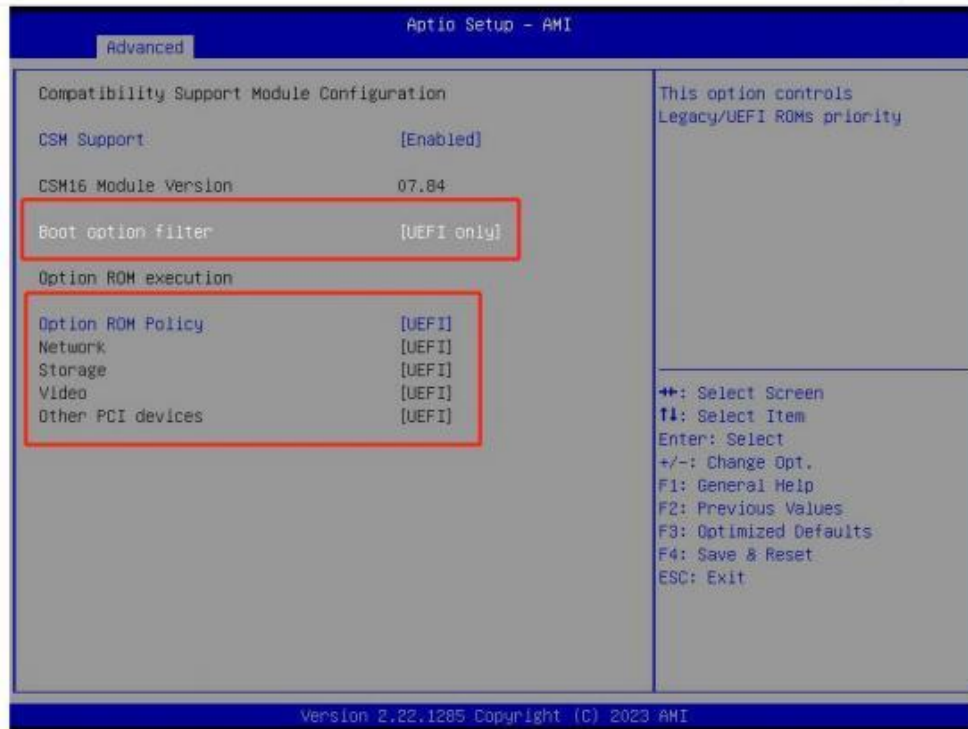 Aptio Setup – AMI
Advanced
Compatibility Support Module Configuration
CSM Support [Enabled]
CSM16 Module Version 07.84
Boot option filter [UEFI only]
Option ROM execution
Option ROM Policy [UEFI]
Network [UEFI]
Storage [UEFI]
Video [UEFI]
Other PCI devices [UEFI]
This option controls
Legacy/UEFI ROMs priority
→←: Select Screen
↑↓: Select Item
Enter: Select
+/-: Change Opt.
F1: General Help
F2: Previous Values
F3: Optimized Defaults
F4: Save & Reset
ESC: Exit
Version 2.22.1285 Copyright (C) 2023 AMI